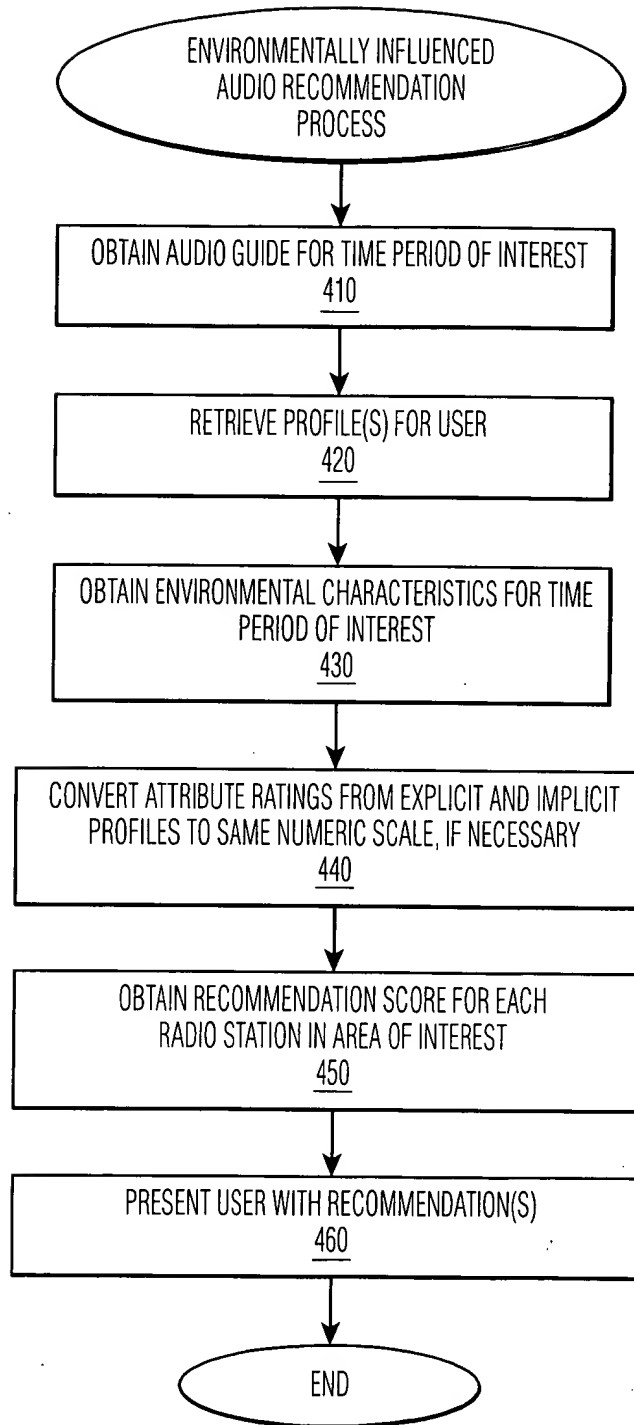 ENVIRONMENTALLY INFLUENCED
AUDIO RECOMMENDATION
PROCESS
OBTAIN AUDIO GUIDE FOR TIME PERIOD OF INTEREST
410
RETRIEVE PROFILE(S) FOR USER
420
OBTAIN ENVIRONMENTAL CHARACTERISTICS FOR TIME
PERIOD OF INTEREST
430
CONVERT ATTRIBUTE RATINGS FROM EXPLICIT AND IMPLICIT
PROFILES TO SAME NUMERIC SCALE, IF NECESSARY
440
OBTAIN RECOMMENDATION SCORE FOR EACH
RADIO STATION IN AREA OF INTEREST
450
PRESENT USER WITH RECOMMENDATION(S)
460
END